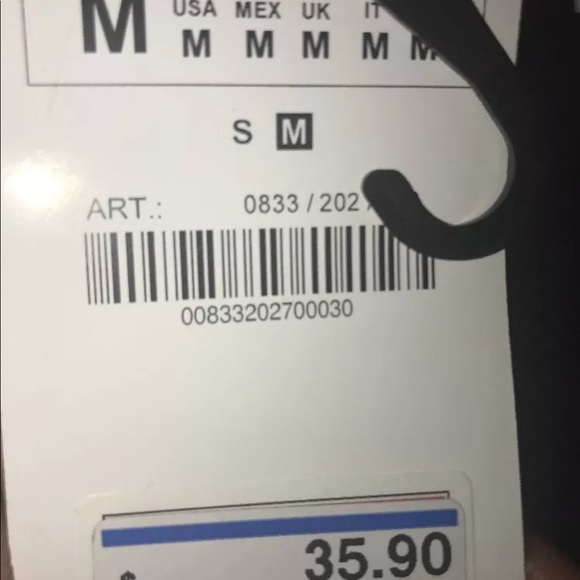 M
USA MEX UK IT
M M M M M
S M
ART.: 0833 / 202
00833202700030
35.90
$